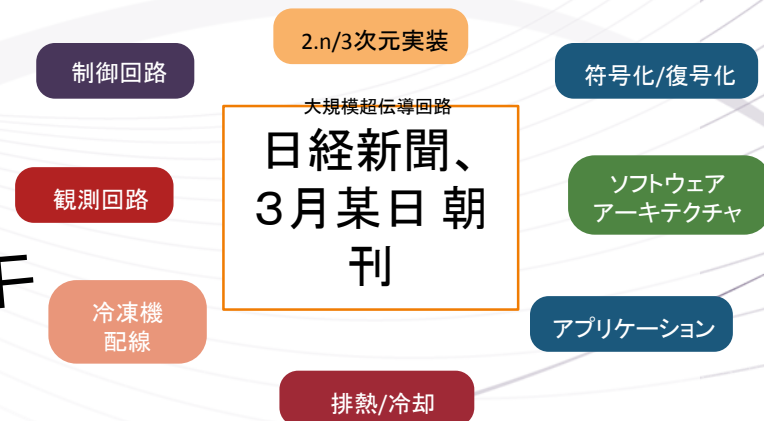 2.n/3次元実装
制御回路
符号化/復号化
大規模超伝導回路
日経新聞、
３月某日 朝
刊
観測回路
ソフトウェア
アーキテクチャ
冷凍機
配線
アプリケーション
排熱/冷却